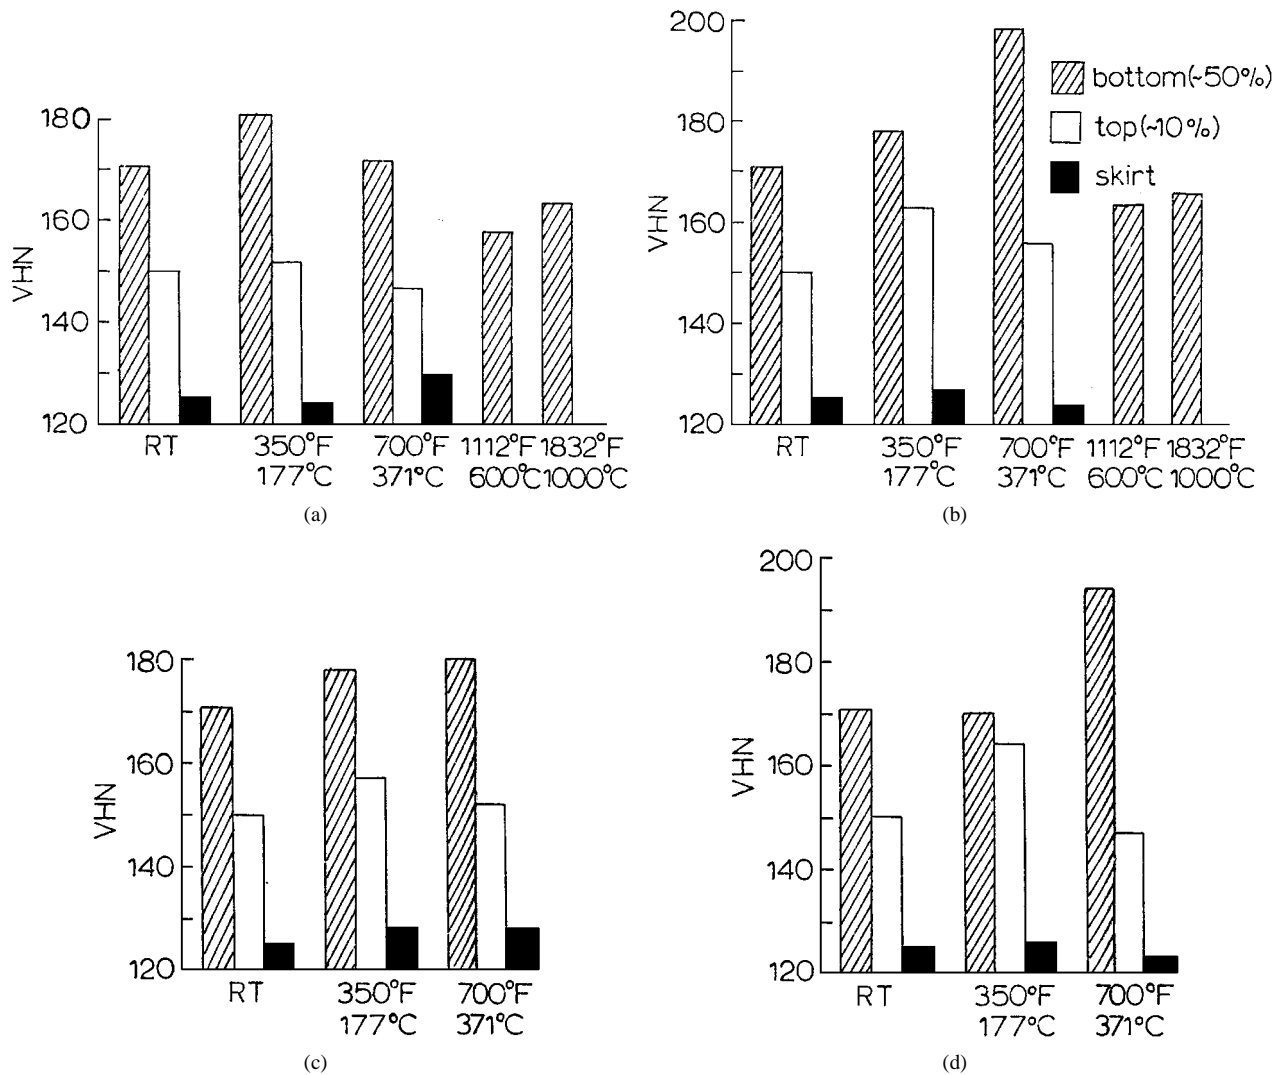 180
160
140
120
VHN
RT
350°F
177°C
700°F
371°C
1112°F
600°C
1832°F
1000°C
(a)
200
180
160
140
120
VHN
bottom(~50%)
top(~10%)
skirt
RT
350°F
177°C
700°F
371°C
1112°F
600°C
1832°F
1000°C
(b)
180
160
140
120
VHN
RT
350°F
177°C
700°F
371°C
(c)
200
180
160
140
120
VHN
RT
350°F
177°C
700°F
371°C
(d)